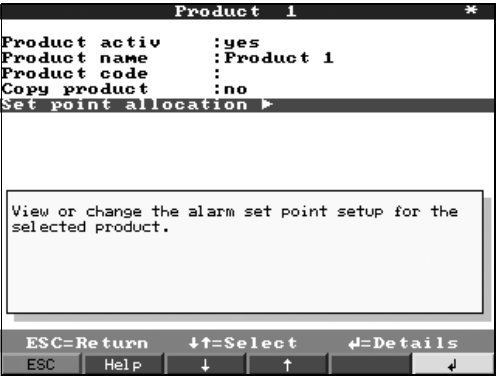 Product 1 *
Product activ :yes
Product name :Product 1
Product code :
Copy product :no
Set point allocation ►
View or change the alarm set point setup for the
selected product.
ESC=Return ↓↑=Select ↵=Details
ESC Help ↓ ↑ ↵